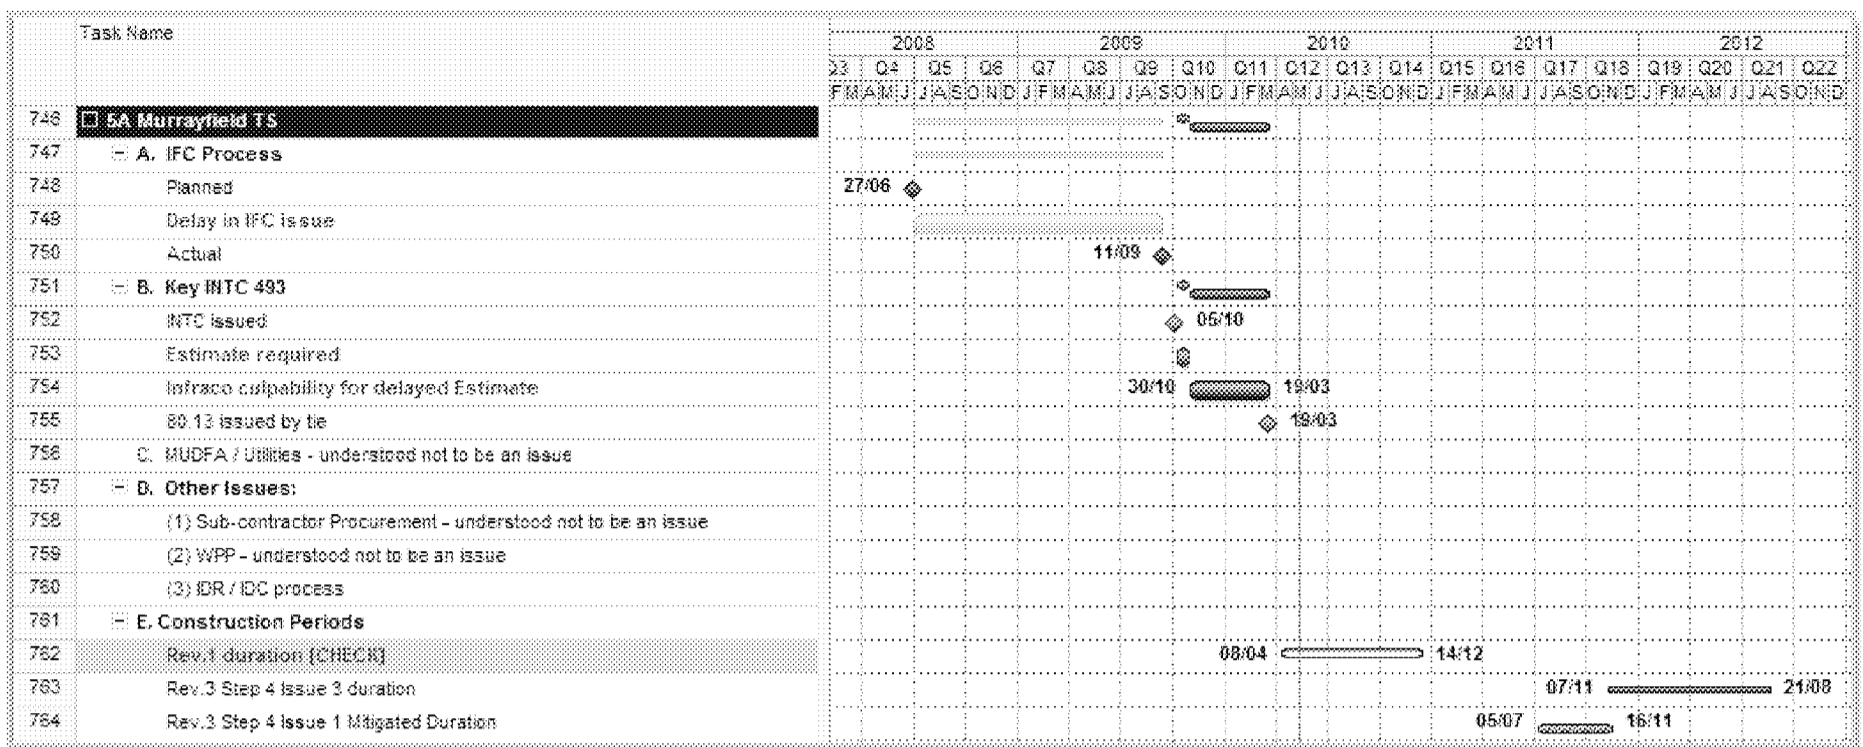 Task Name
2008 2009 2010 2011 2012
Q3 Q4 Q5 Q6 Q7 Q8 Q9 Q10 Q11 Q12 Q13 Q14 Q15 Q16 Q17 Q18 Q19 Q20 Q21 Q22
F M A M J J A S O N D J F M A M J J A S O N D J F M A M J J A S O N D J F M A M J J A S O N D J F M A M J J A S O N D
746 5A Murrayfield TS
747 A. IFC Process
748 Planned 27/06
749 Delay in IFC issue
750 Actual 11/09
751 B. Key INTC 493
752 INTC issued 05/10
753 Estimate required
754 Infraco culpability for delayed Estimate 30/10 19/03
755 80.13 issued by tie 19/03
756 C. MUDFA / Utilities - understood not to be an issue
757 D. Other Issues:
758 (1) Sub-contractor Procurement - understood not to be an issue
759 (2) WPP - understood not to be an issue
760 (3) IDR / IDC process
761 E. Construction Periods
762 Rev.1 duration [CHECK] 08/04 14/12
763 Rev.3 Step 4 Issue 3 duration 07/11 21/08
764 Rev.3 Step 4 Issue 1 Mitigated Duration 05/07 16/11